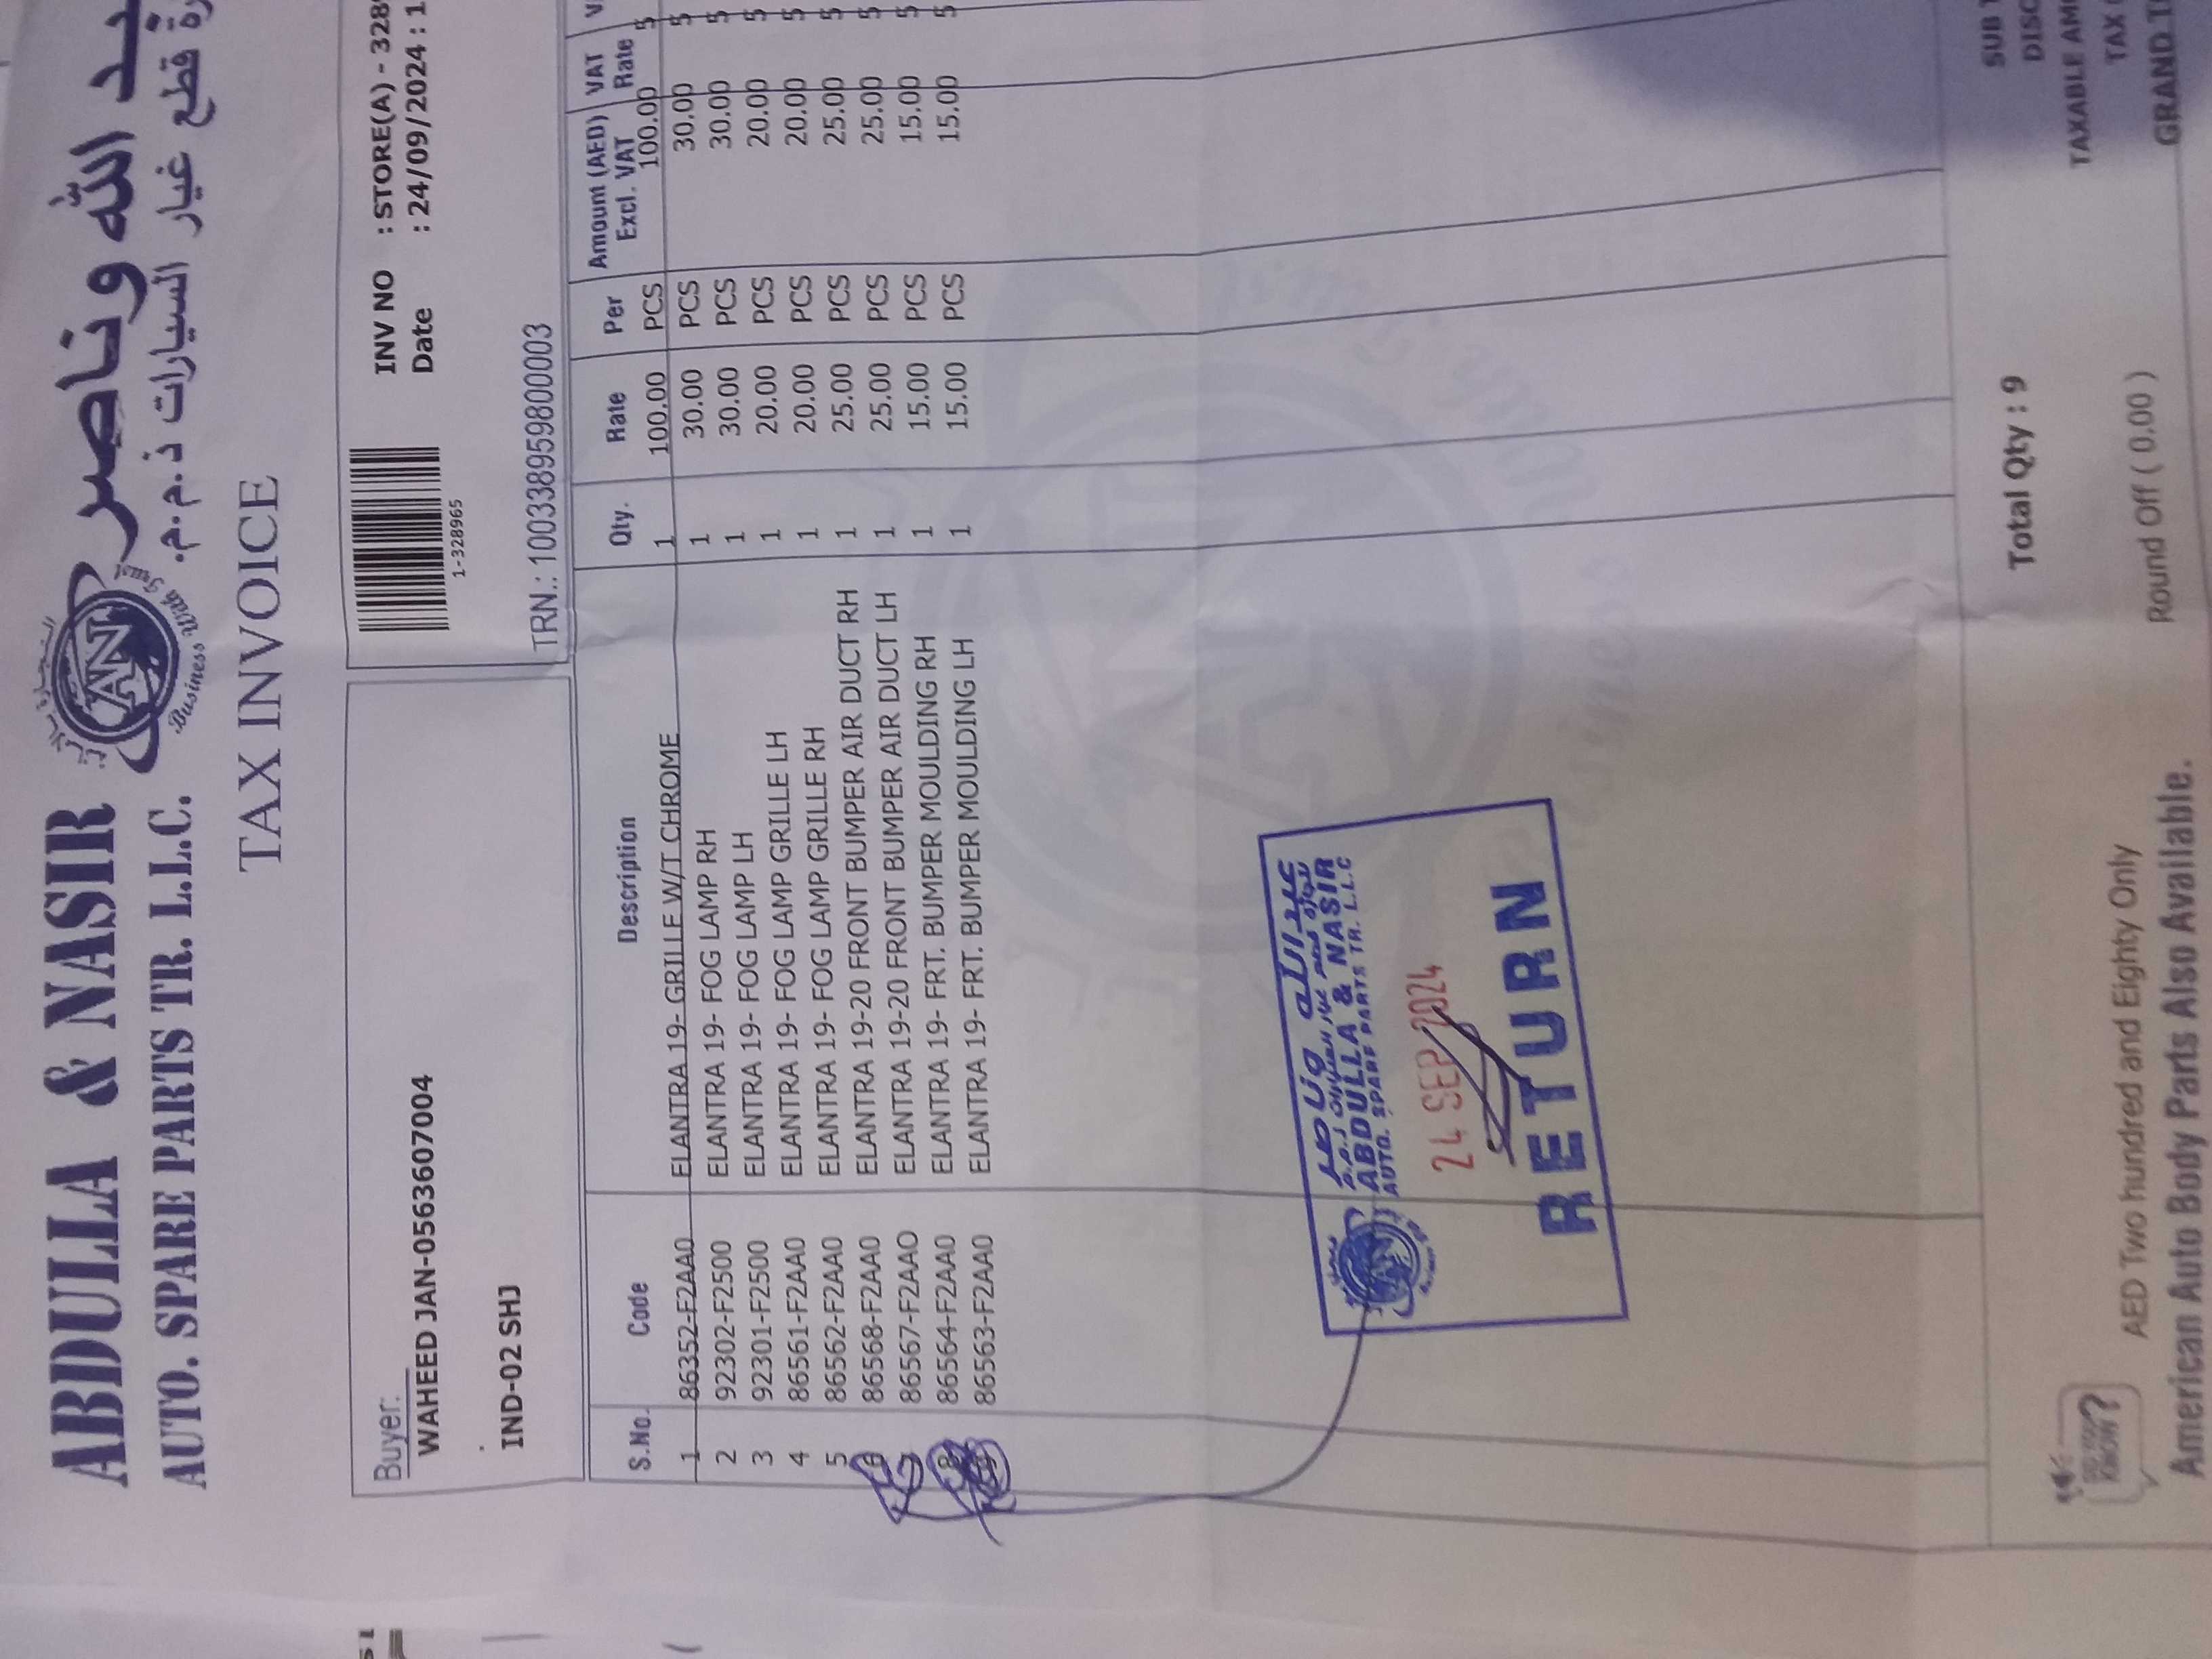 ABDULLA & NASIR
AUTO. SPARE PARTS TR. L.L.C.
الله وناصر
قطع غيار السيارات ذ.م.م.
AN
Business With Trust
TAX INVOICE
Buyer:
WAHEED JAN-0563607004
IND-02 SHJ
1-328965
INV NO : STORE(A) - 328
Date : 24/09/2024 : 1
TRN.: 100338959800003
S.No. Code Description Qty. Rate Per Amount (AED) Excl. VAT VAT Rate
1 86352-F2AA0 ELANTRA 19- GRILLE W/T CHROME 1 100.00 PCS 100.00 5
2 92302-F2500 ELANTRA 19- FOG LAMP RH 1 30.00 PCS 30.00 5
3 92301-F2500 ELANTRA 19- FOG LAMP LH 1 30.00 PCS 30.00 5
4 86561-F2AA0 ELANTRA 19- FOG LAMP GRILLE LH 1 20.00 PCS 20.00 5
5 86562-F2AA0 ELANTRA 19- FOG LAMP GRILLE RH 1 20.00 PCS 20.00 5
6 86568-F2AA0 ELANTRA 19-20 FRONT BUMPER AIR DUCT RH 1 25.00 PCS 25.00 5
7 86567-F2AAO ELANTRA 19-20 FRONT BUMPER AIR DUCT LH 1 25.00 PCS 25.00 5
8 86564-F2AA0 ELANTRA 19- FRT. BUMPER MOULDING RH 1 15.00 PCS 15.00 5
86563-F2AA0 ELANTRA 19- FRT. BUMPER MOULDING LH 1 15.00 PCS 15.00 5
ABDULLA & NASIR
AUTO. SPARE PARTS TR. L.L.C
24 SEP 2024
RETURN
Total Qty : 9
SUB T
DISC
TAXABLE AM
TAX
GRAND T
AED Two hundred and Eighty Only
Round Off ( 0.00 )
KNOW?
American Auto Body Parts Also Available.